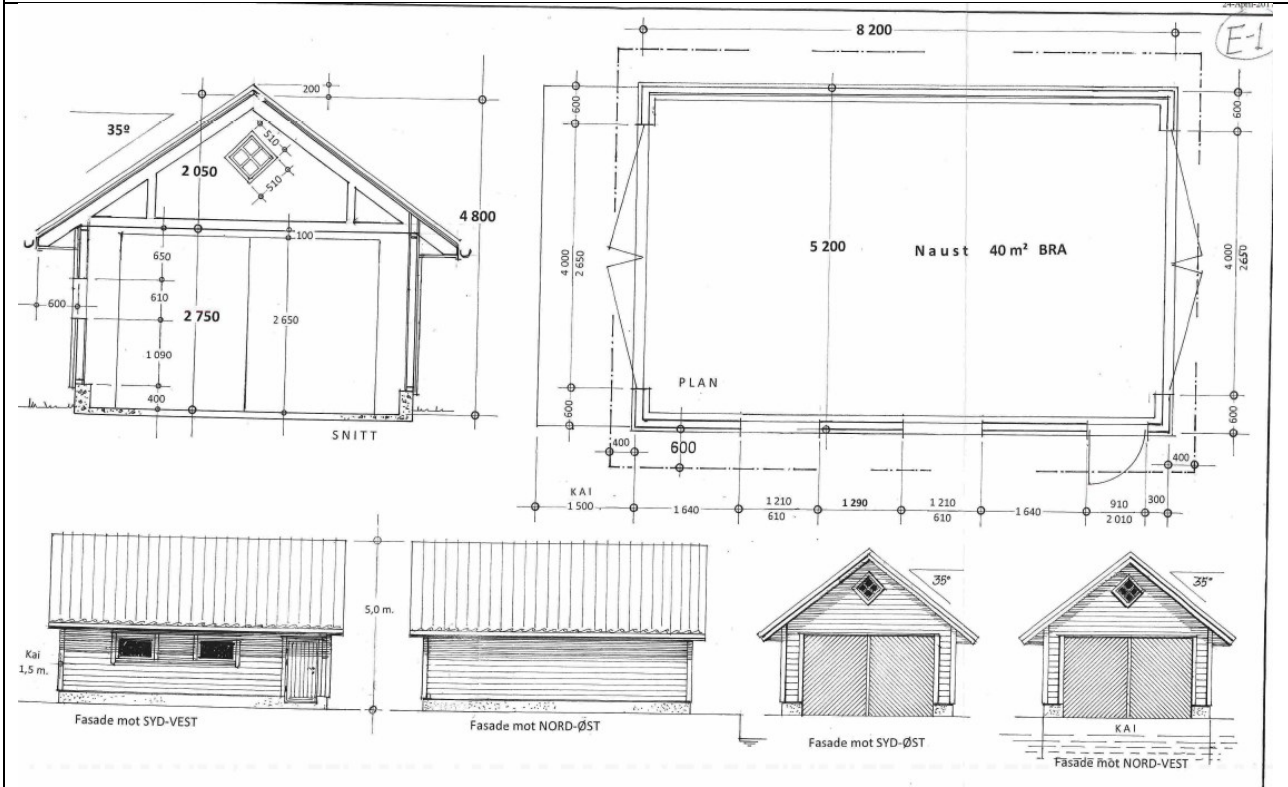 24-April-201
E-1
8 200
200
600
600
35º
510
510
2 050
4 800
100
650
610
600
2 750
2 650
1 090
400
SNITT
4 000
2 650
5 200
Naust 40 m² BRA
4 000
2650
PLAN
600
600
400
600
400
KAI
1 500
1 640
1 210
610
1 290
1 210
610
1 640
910
2 010
300
5,0 m.
Kai
1,5 m.
35°
35°
Fasade mot SYD-VEST
Fasade mot NORD-ØST
Fasade mot SYD-ØST
KAI
Fasade mot NORD-VEST